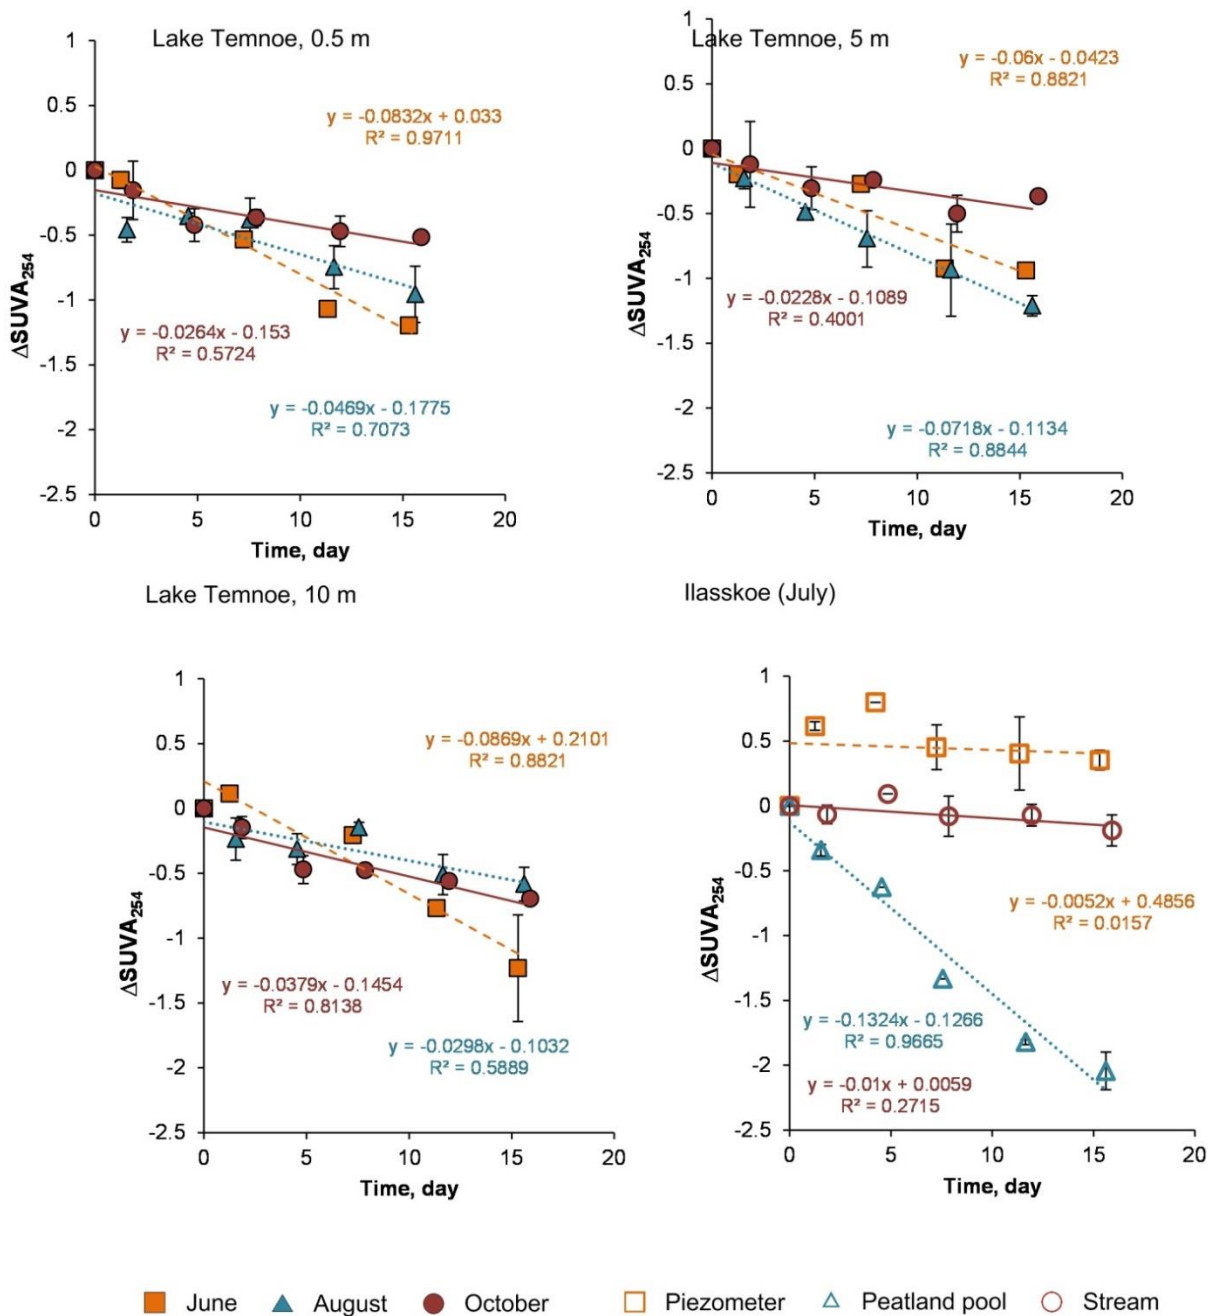 Lake Temnoe, 0.5 m
1
0.5
0
-0.5
-1
-1.5
-2
-2.5
ΔSUVA254
y = -0.0832x + 0.033
R² = 0.9711
y = -0.0264x - 0.153
R² = 0.5724
y = -0.0469x - 0.1775
R² = 0.7073
0 5 10 15 20
Time, day
Lake Temnoe, 5 m
1
0.5
0
-0.5
-1
-1.5
-2
-2.5
ΔSUVA254
y = -0.06x - 0.0423
R² = 0.8821
y = -0.0228x - 0.1089
R² = 0.4001
y = -0.0718x - 0.1134
R² = 0.8844
0 5 10 15 20
Time, day
Lake Temnoe, 10 m
1
0.5
0
-0.5
-1
-1.5
-2
-2.5
ΔSUVA254
y = -0.0869x + 0.2101
R² = 0.8821
y = -0.0379x - 0.1454
R² = 0.8138
y = -0.0298x - 0.1032
R² = 0.5889
0 5 10 15 20
Time, day
Ilasskoe (July)
1
0.5
0
-0.5
-1
-1.5
-2
-2.5
ΔSUVA254
y = -0.0052x + 0.4856
R² = 0.0157
y = -0.1324x - 0.1266
R² = 0.9665
y = -0.01x + 0.0059
R² = 0.2715
0 5 10 15 20
Time, day
June August October Piezometer Peatland pool Stream